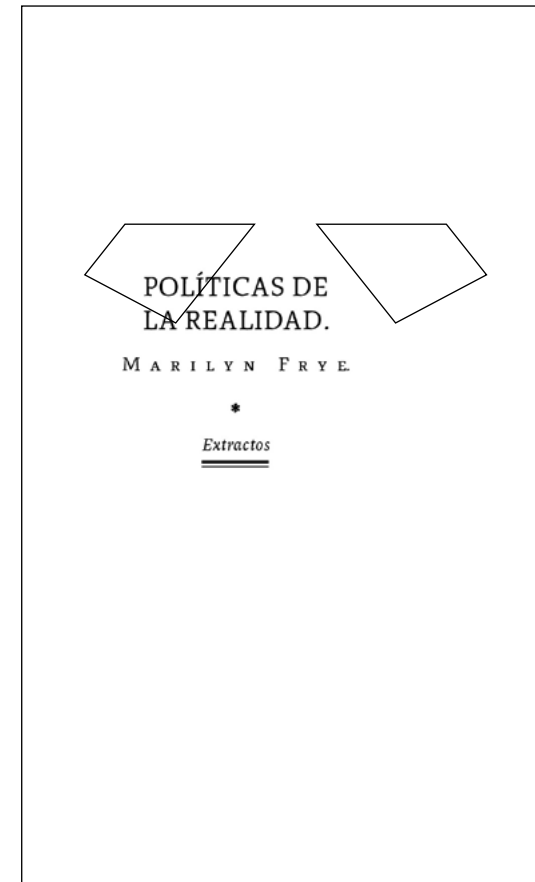 POLÍTICAS DE
LA REALIDAD.
MARILYN FRYE.
*
Extractos